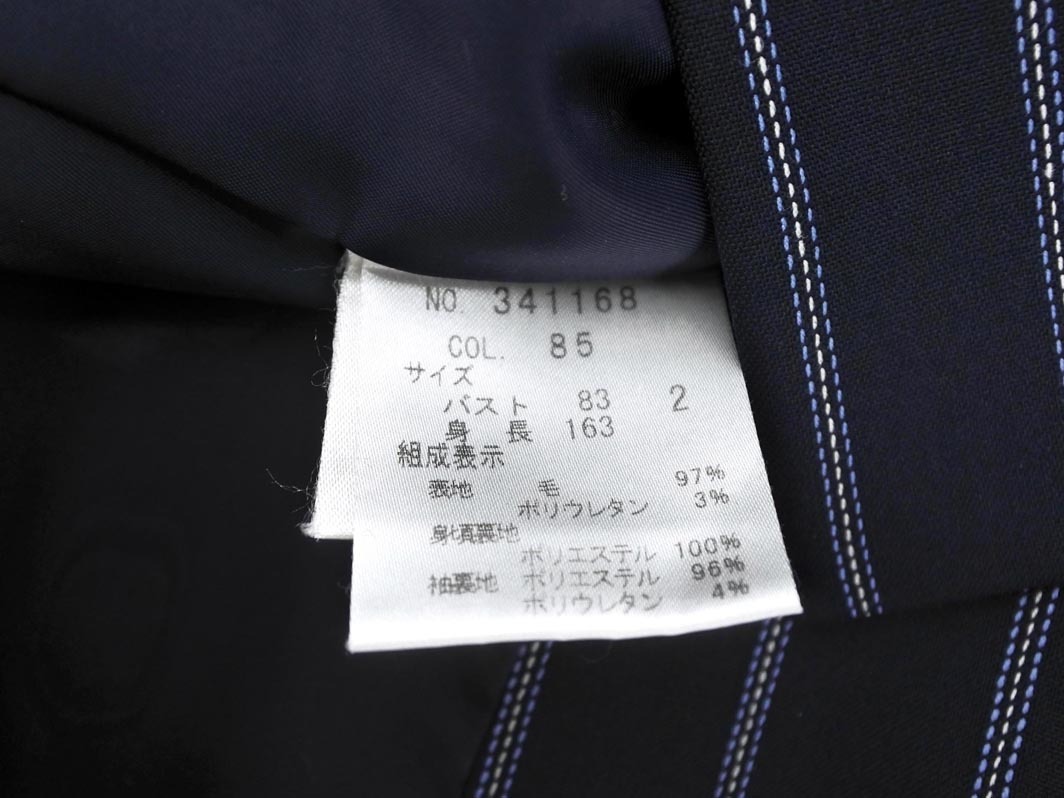 NO. 341168
COL. 85
サイズ
バスト 83 2
身長 163
組成表示
表地 毛 97%
ポリウレタン 3%
身頃裏地
ポリエステル 100%
袖裏地 ポリエステル 96%
ポリウレタン 4%